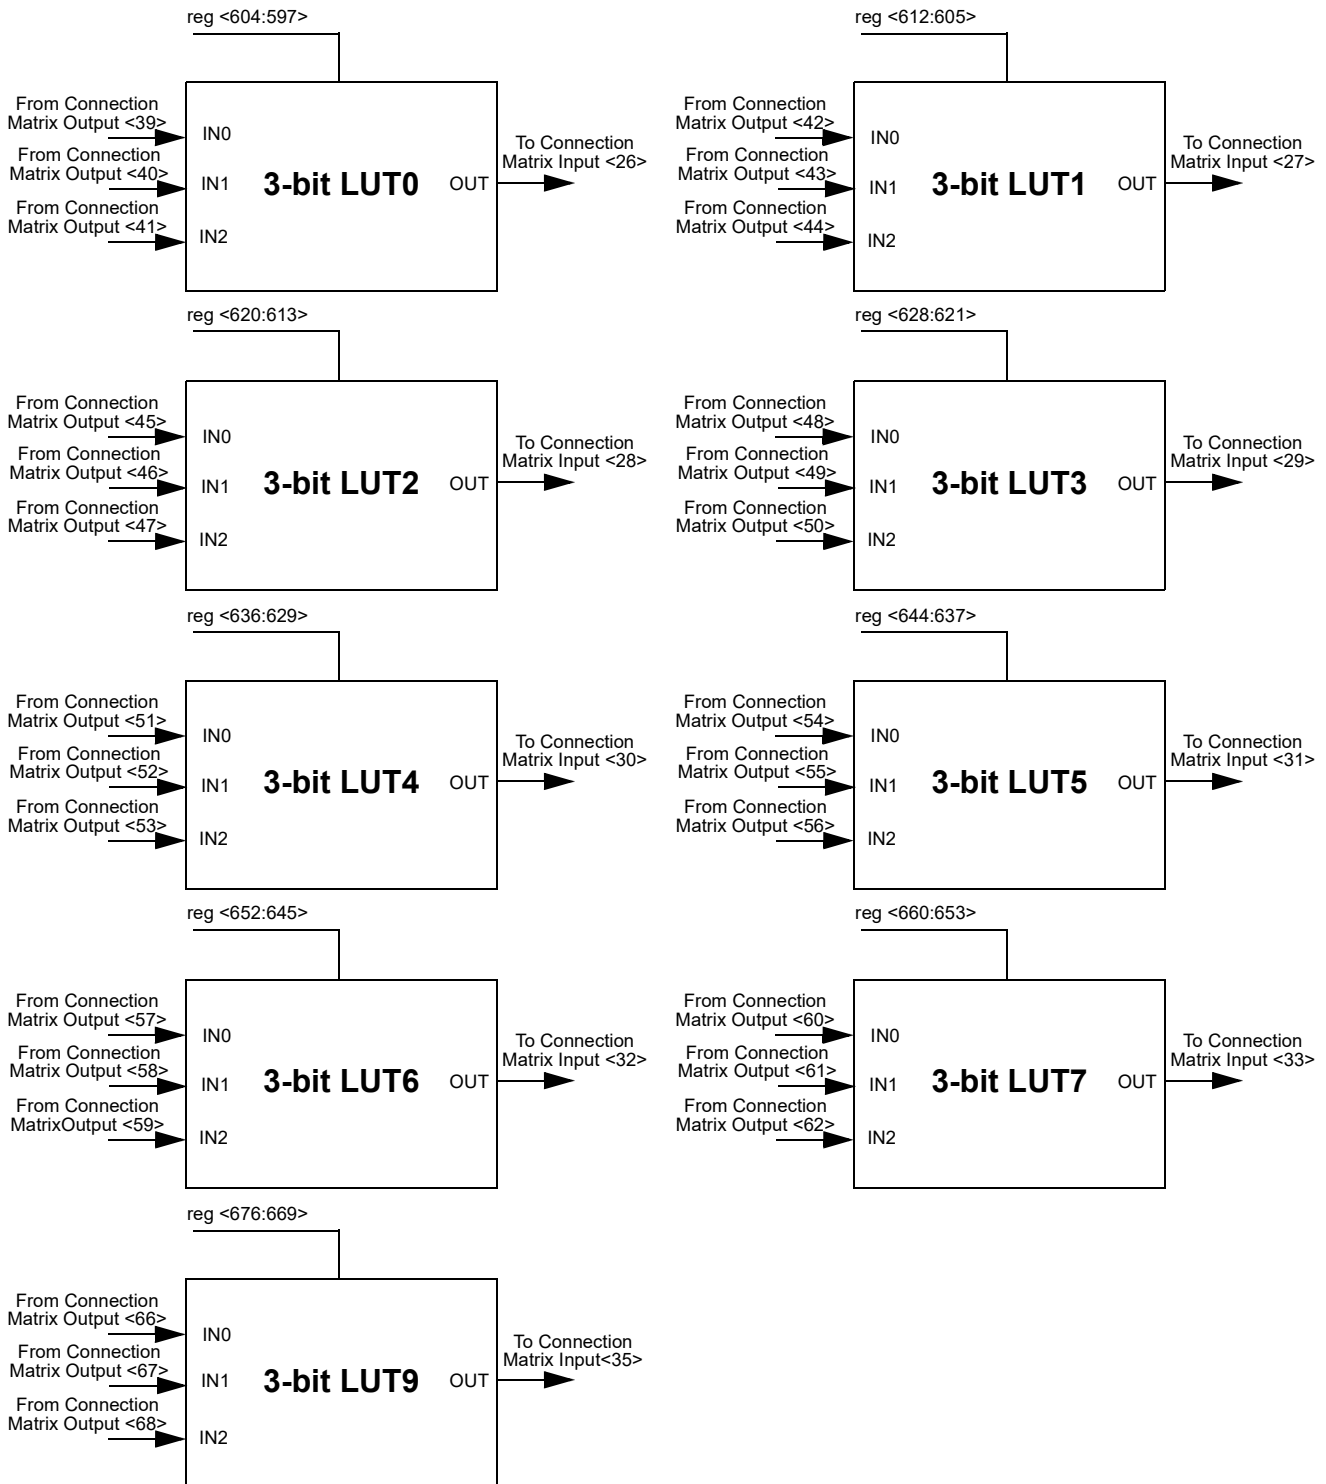 reg <604:597>
From Connection
Matrix Output <39>
From Connection
Matrix Output <40>
From Connection
Matrix Output <41>
IN0
IN1
IN2
3-bit LUT0
OUT
To Connection
Matrix Input <26>
reg <612:605>
From Connection
Matrix Output <42>
From Connection
Matrix Output <43>
From Connection
Matrix Output <44>
IN0
IN1
IN2
3-bit LUT1
OUT
To Connection
Matrix Input <27>
reg <620:613>
From Connection
Matrix Output <45>
From Connection
Matrix Output <46>
From Connection
Matrix Output <47>
IN0
IN1
IN2
3-bit LUT2
OUT
To Connection
Matrix Input <28>
reg <628:621>
From Connection
Matrix Output <48>
From Connection
Matrix Output <49>
From Connection
Matrix Output <50>
IN0
IN1
IN2
3-bit LUT3
OUT
To Connection
Matrix Input <29>
reg <636:629>
From Connection
Matrix Output <51>
From Connection
Matrix Output <52>
From Connection
Matrix Output <53>
IN0
IN1
IN2
3-bit LUT4
OUT
To Connection
Matrix Input <30>
reg <644:637>
From Connection
Matrix Output <54>
From Connection
Matrix Output <55>
From Connection
Matrix Output <56>
IN0
IN1
IN2
3-bit LUT5
OUT
To Connection
Matrix Input <31>
reg <652:645>
From Connection
Matrix Output <57>
From Connection
Matrix Output <58>
From Connection
MatrixOutput <59>
IN0
IN1
IN2
3-bit LUT6
OUT
To Connection
Matrix Input <32>
reg <660:653>
From Connection
Matrix Output <60>
From Connection
Matrix Output <61>
From Connection
Matrix Output <62>
IN0
IN1
IN2
3-bit LUT7
OUT
To Connection
Matrix Input <33>
reg <676:669>
From Connection
Matrix Output <66>
From Connection
Matrix Output <67>
From Connection
Matrix Output <68>
IN0
IN1
IN2
3-bit LUT9
OUT
To Connection
Matrix Input<35>